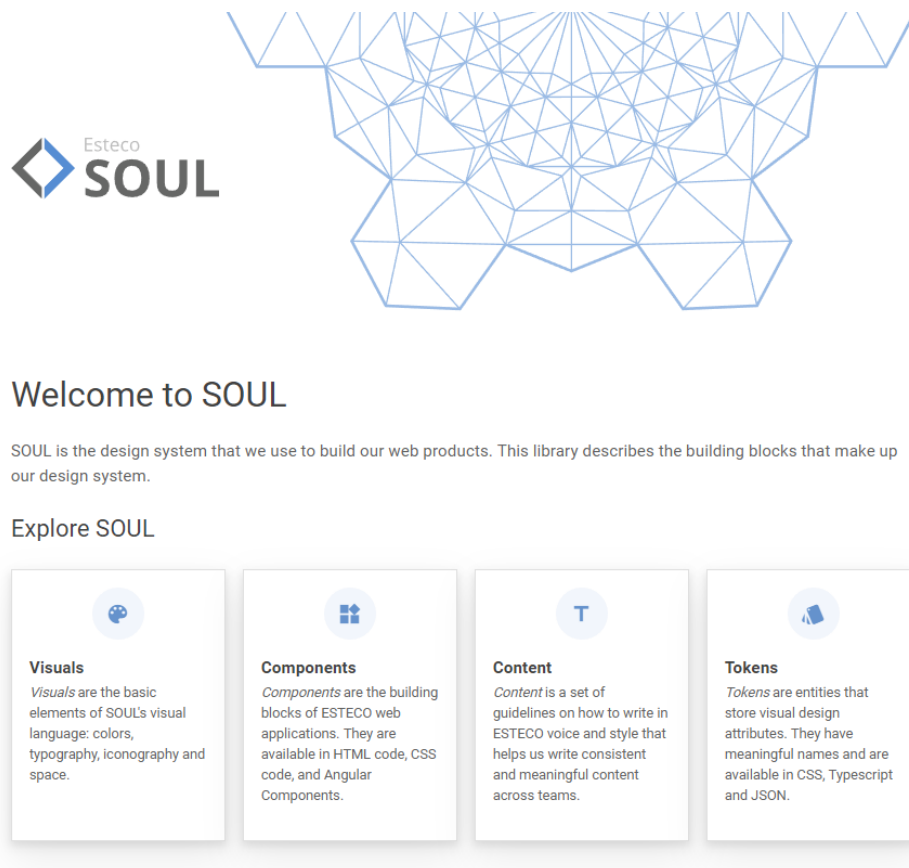 Esteco
SOUL
Welcome to SOUL
SOUL is the design system that we use to build our web products. This library describes the building blocks that make up
our design system.
Explore SOUL
Visuals
Visuals are the basic
elements of SOUL's visual
language: colors,
typography, iconography and
space.
Components
Components are the building
blocks of ESTECO web
applications. They are
available in HTML code, CSS
code, and Angular
Components.
Content
Content is a set of
guidelines on how to write in
ESTECO voice and style that
helps us write consistent
and meaningful content
across teams.
Tokens
Tokens are entities that
store visual design
attributes. They have
meaningful names and are
available in CSS, Typescript
and JSON.